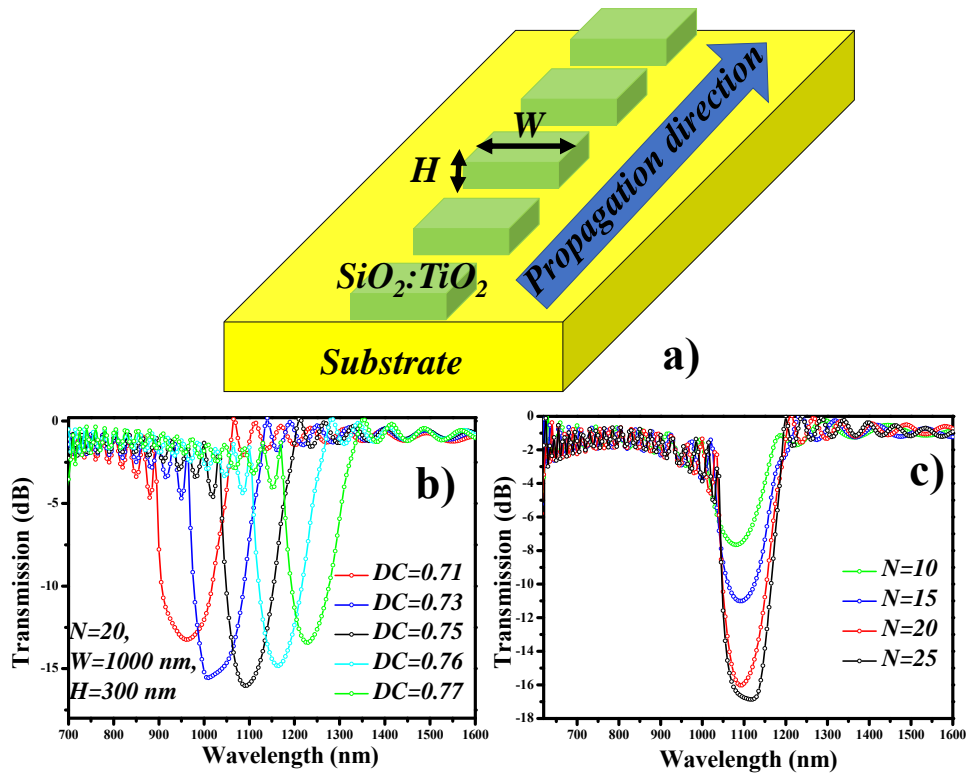 W
H
Propagation direction
SiO₂:TiO₂
Substrate
a)
b)
Transmission (dB)
0
-5
-10
-15
N=20,
W=1000 nm,
H=300 nm
DC=0.71
DC=0.73
DC=0.75
DC=0.76
DC=0.77
700 800 900 1000 1100 1200 1300 1400 1500 1600
Wavelength (nm)
c)
Transmission (dB)
0
-2
-4
-6
-8
-10
-12
-14
-16
-18
N=10
N=15
N=20
N=25
700 800 900 1000 1100 1200 1300 1400 1500 1600
Wavelength (nm)